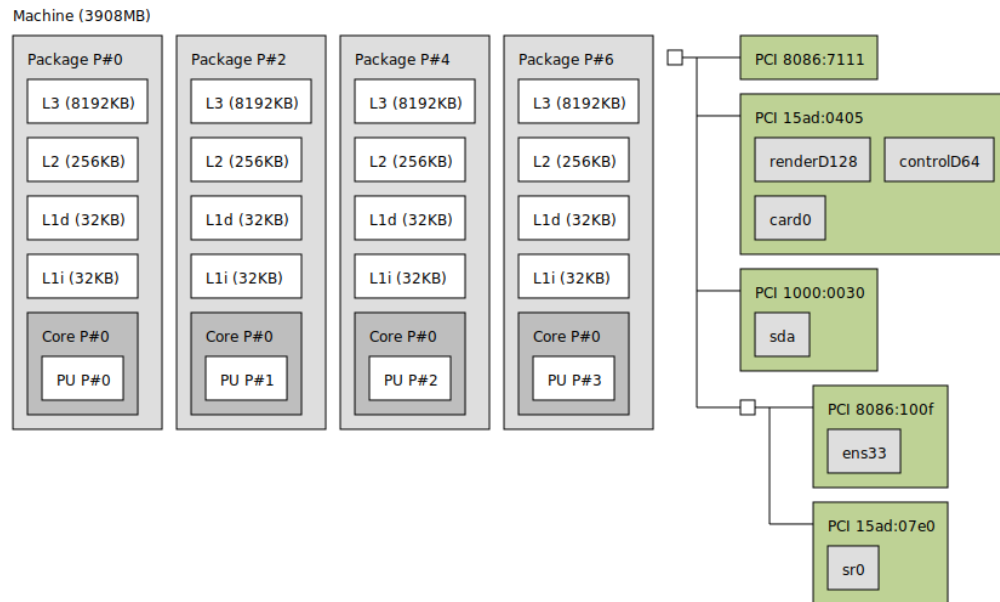 Machine (3908MB)
Package P#0
L3 (8192KB)
L2 (256KB)
L1d (32KB)
L1i (32KB)
Core P#0
PU P#0
Package P#2
L3 (8192KB)
L2 (256KB)
L1d (32KB)
L1i (32KB)
Core P#0
PU P#1
Package P#4
L3 (8192KB)
L2 (256KB)
L1d (32KB)
L1i (32KB)
Core P#0
PU P#2
Package P#6
L3 (8192KB)
L2 (256KB)
L1d (32KB)
L1i (32KB)
Core P#0
PU P#3
PCI 8086:7111
PCI 15ad:0405
renderD128
controlD64
card0
PCI 1000:0030
sda
PCI 8086:100f
ens33
PCI 15ad:07e0
sr0